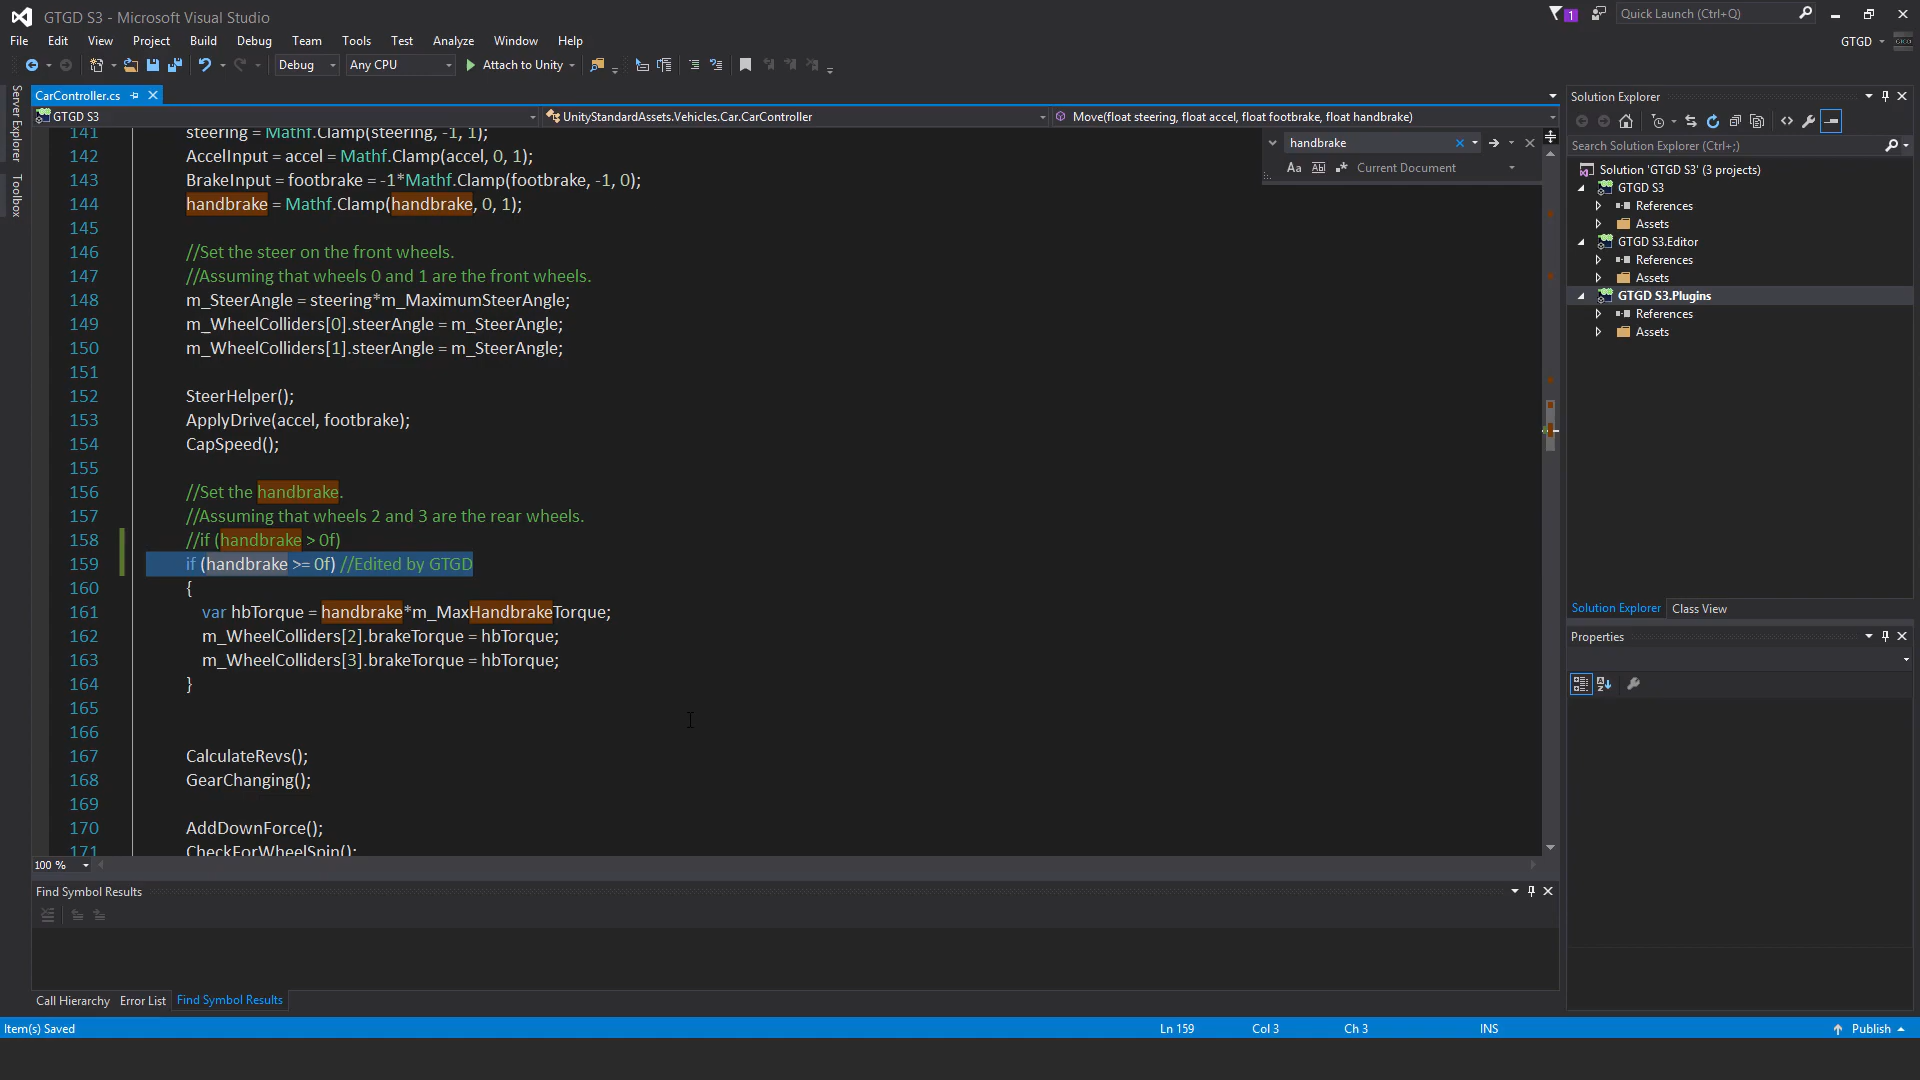 GTGD S3 - Microsoft Visual Studio
1
Quick Launch (Ctrl+Q)
File Edit View Project Build Debug Team Tools Test Analyze Window Help
GTGD
Debug Any CPU Attach to Unity
Server Explorer
Toolbox
CarController.cs
GTGD S3 UnityStandardAssets.Vehicles.Car.CarController Move(float steering, float accel, float footbrake, float handbrake)
handbrake
Aa Current Document
141 steering = Mathf.Clamp(steering, -1, 1);
142 AccelInput = accel = Mathf.Clamp(accel, 0, 1);
143 BrakeInput = footbrake = -1*Mathf.Clamp(footbrake, -1, 0);
144 handbrake = Mathf.Clamp(handbrake, 0, 1);
145
146 //Set the steer on the front wheels.
147 //Assuming that wheels 0 and 1 are the front wheels.
148 m_SteerAngle = steering*m_MaximumSteerAngle;
149 m_WheelColliders[0].steerAngle = m_SteerAngle;
150 m_WheelColliders[1].steerAngle = m_SteerAngle;
151
152 SteerHelper();
153 ApplyDrive(accel, footbrake);
154 CapSpeed();
155
156 //Set the handbrake.
157 //Assuming that wheels 2 and 3 are the rear wheels.
158 //if (handbrake > 0f)
159 if (handbrake >= 0f) //Edited by GTGD
160 {
161 var hbTorque = handbrake*m_MaxHandbrakeTorque;
162 m_WheelColliders[2].brakeTorque = hbTorque;
163 m_WheelColliders[3].brakeTorque = hbTorque;
164 }
165
166
167 CalculateRevs();
168 GearChanging();
169
170 AddDownForce();
171 CheckForWheelSpin();
100 %
Find Symbol Results
Call Hierarchy Error List Find Symbol Results
Solution Explorer
Search Solution Explorer (Ctrl+;)
Solution 'GTGD S3' (3 projects)
GTGD S3
References
Assets
GTGD S3.Editor
References
Assets
GTGD S3.Plugins
References
Assets
Solution Explorer Class View
Properties
Item(s) Saved Ln 159 Col 3 Ch 3 INS Publish